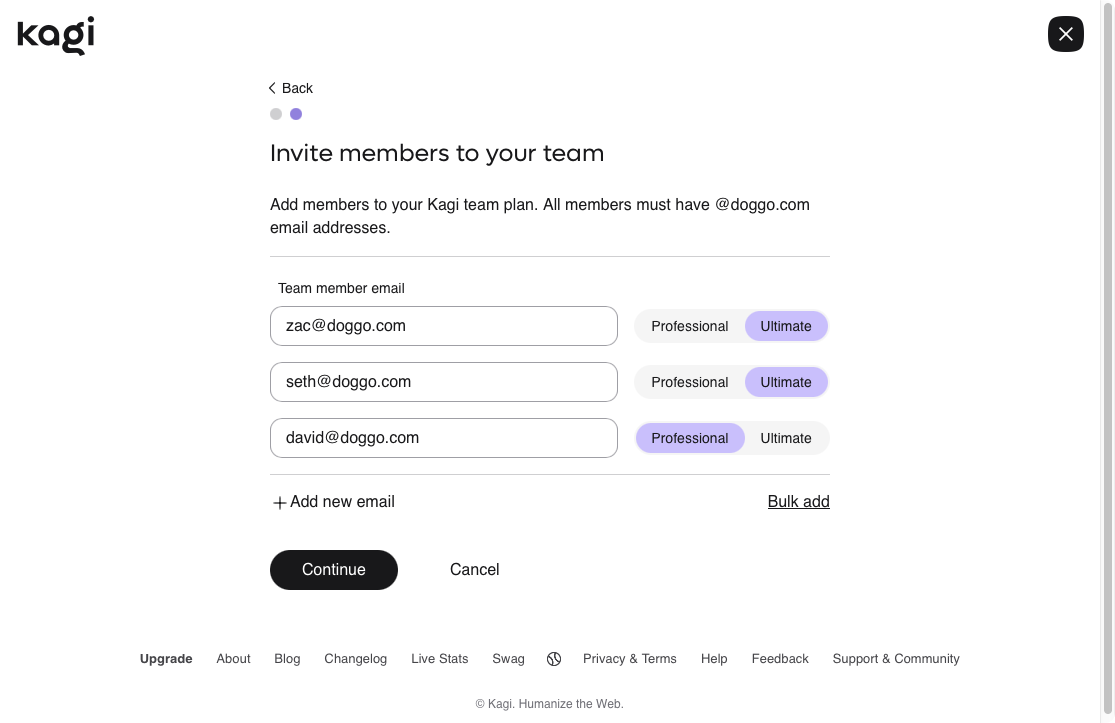 kagi
Back
Invite members to your team
Add members to your Kagi team plan. All members must have @doggo.com
email addresses.
Team member email
zac@doggo.com Professional Ultimate
seth@doggo.com Professional Ultimate
david@doggo.com Professional Ultimate
Add new email Bulk add
Continue Cancel
Upgrade About Blog Changelog Live Stats Swag Privacy & Terms Help Feedback Support & Community
© Kagi. Humanize the Web.